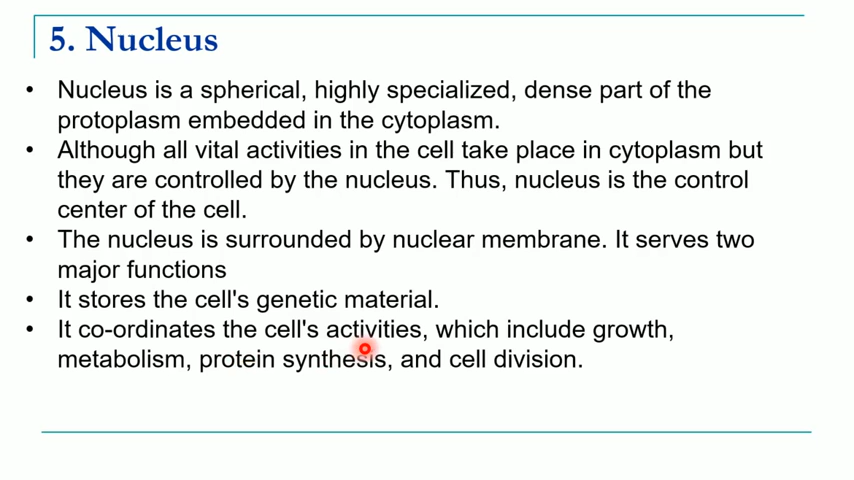 5. Nucleus
• Nucleus is a spherical, highly specialized, dense part of the
protoplasm embedded in the cytoplasm.
• Although all vital activities in the cell take place in cytoplasm but
they are controlled by the nucleus. Thus, nucleus is the control
center of the cell.
• The nucleus is surrounded by nuclear membrane. It serves two
major functions
• It stores the cell's genetic material.
• It co-ordinates the cell's activities, which include growth,
metabolism, protein synthesis, and cell division.